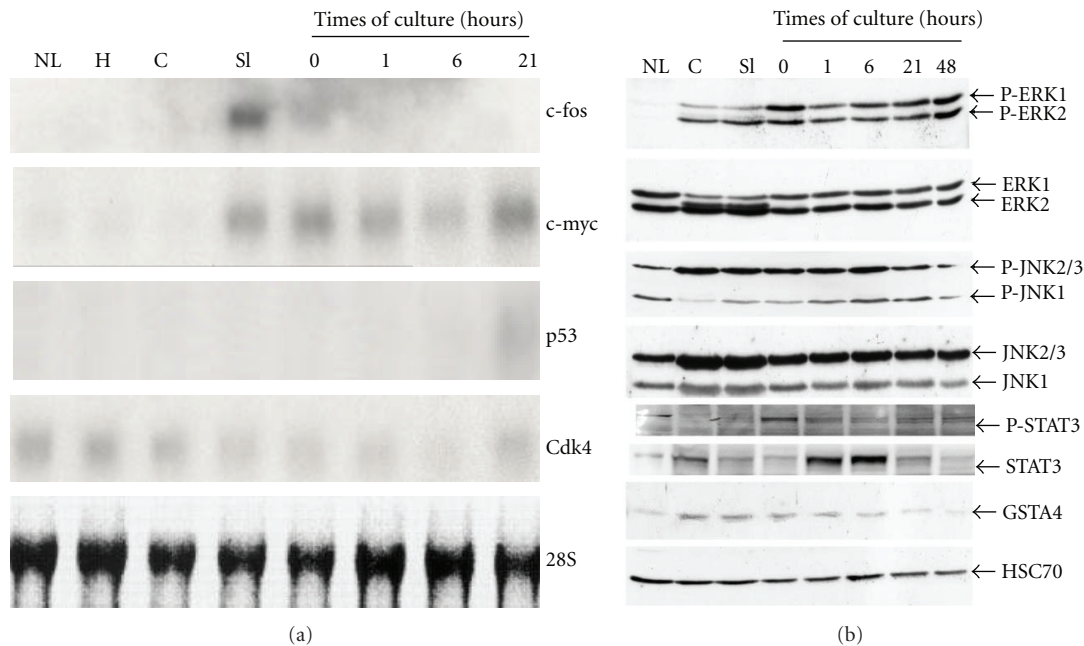 Times of culture (hours)
NL H C Sl 0 1 6 21
c-fos
c-myc
p53
Cdk4
28S
(a)
Times of culture (hours)
NL C Sl 0 1 6 21 48
P-ERK1
P-ERK2
ERK1
ERK2
P-JNK2/3
P-JNK1
JNK2/3
JNK1
P-STAT3
STAT3
GSTA4
HSC70
(b)